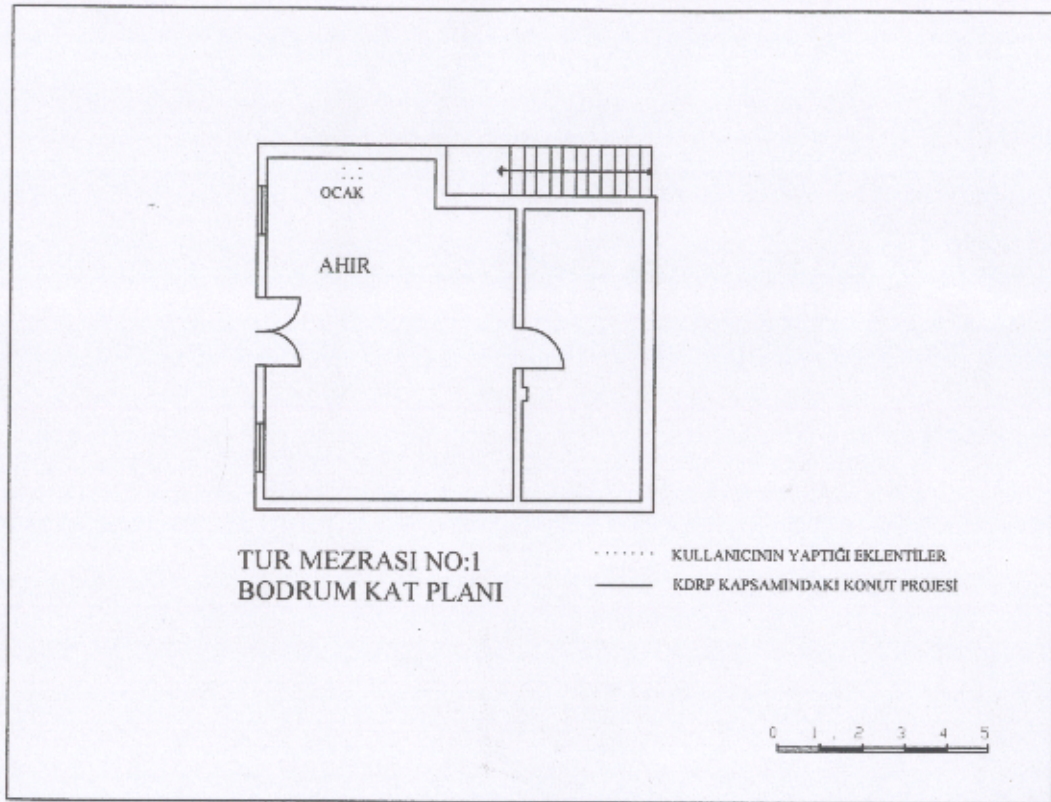 OCAK
AHIR
TUR MEZRASI NO:1
BODRUM KAT PLANI
............ KULLANICININ YAPTIĞI EKLENTİLER
KDRP KAPSAMINDAKI KONUT PROJESİ
0 1 2 3 4 5